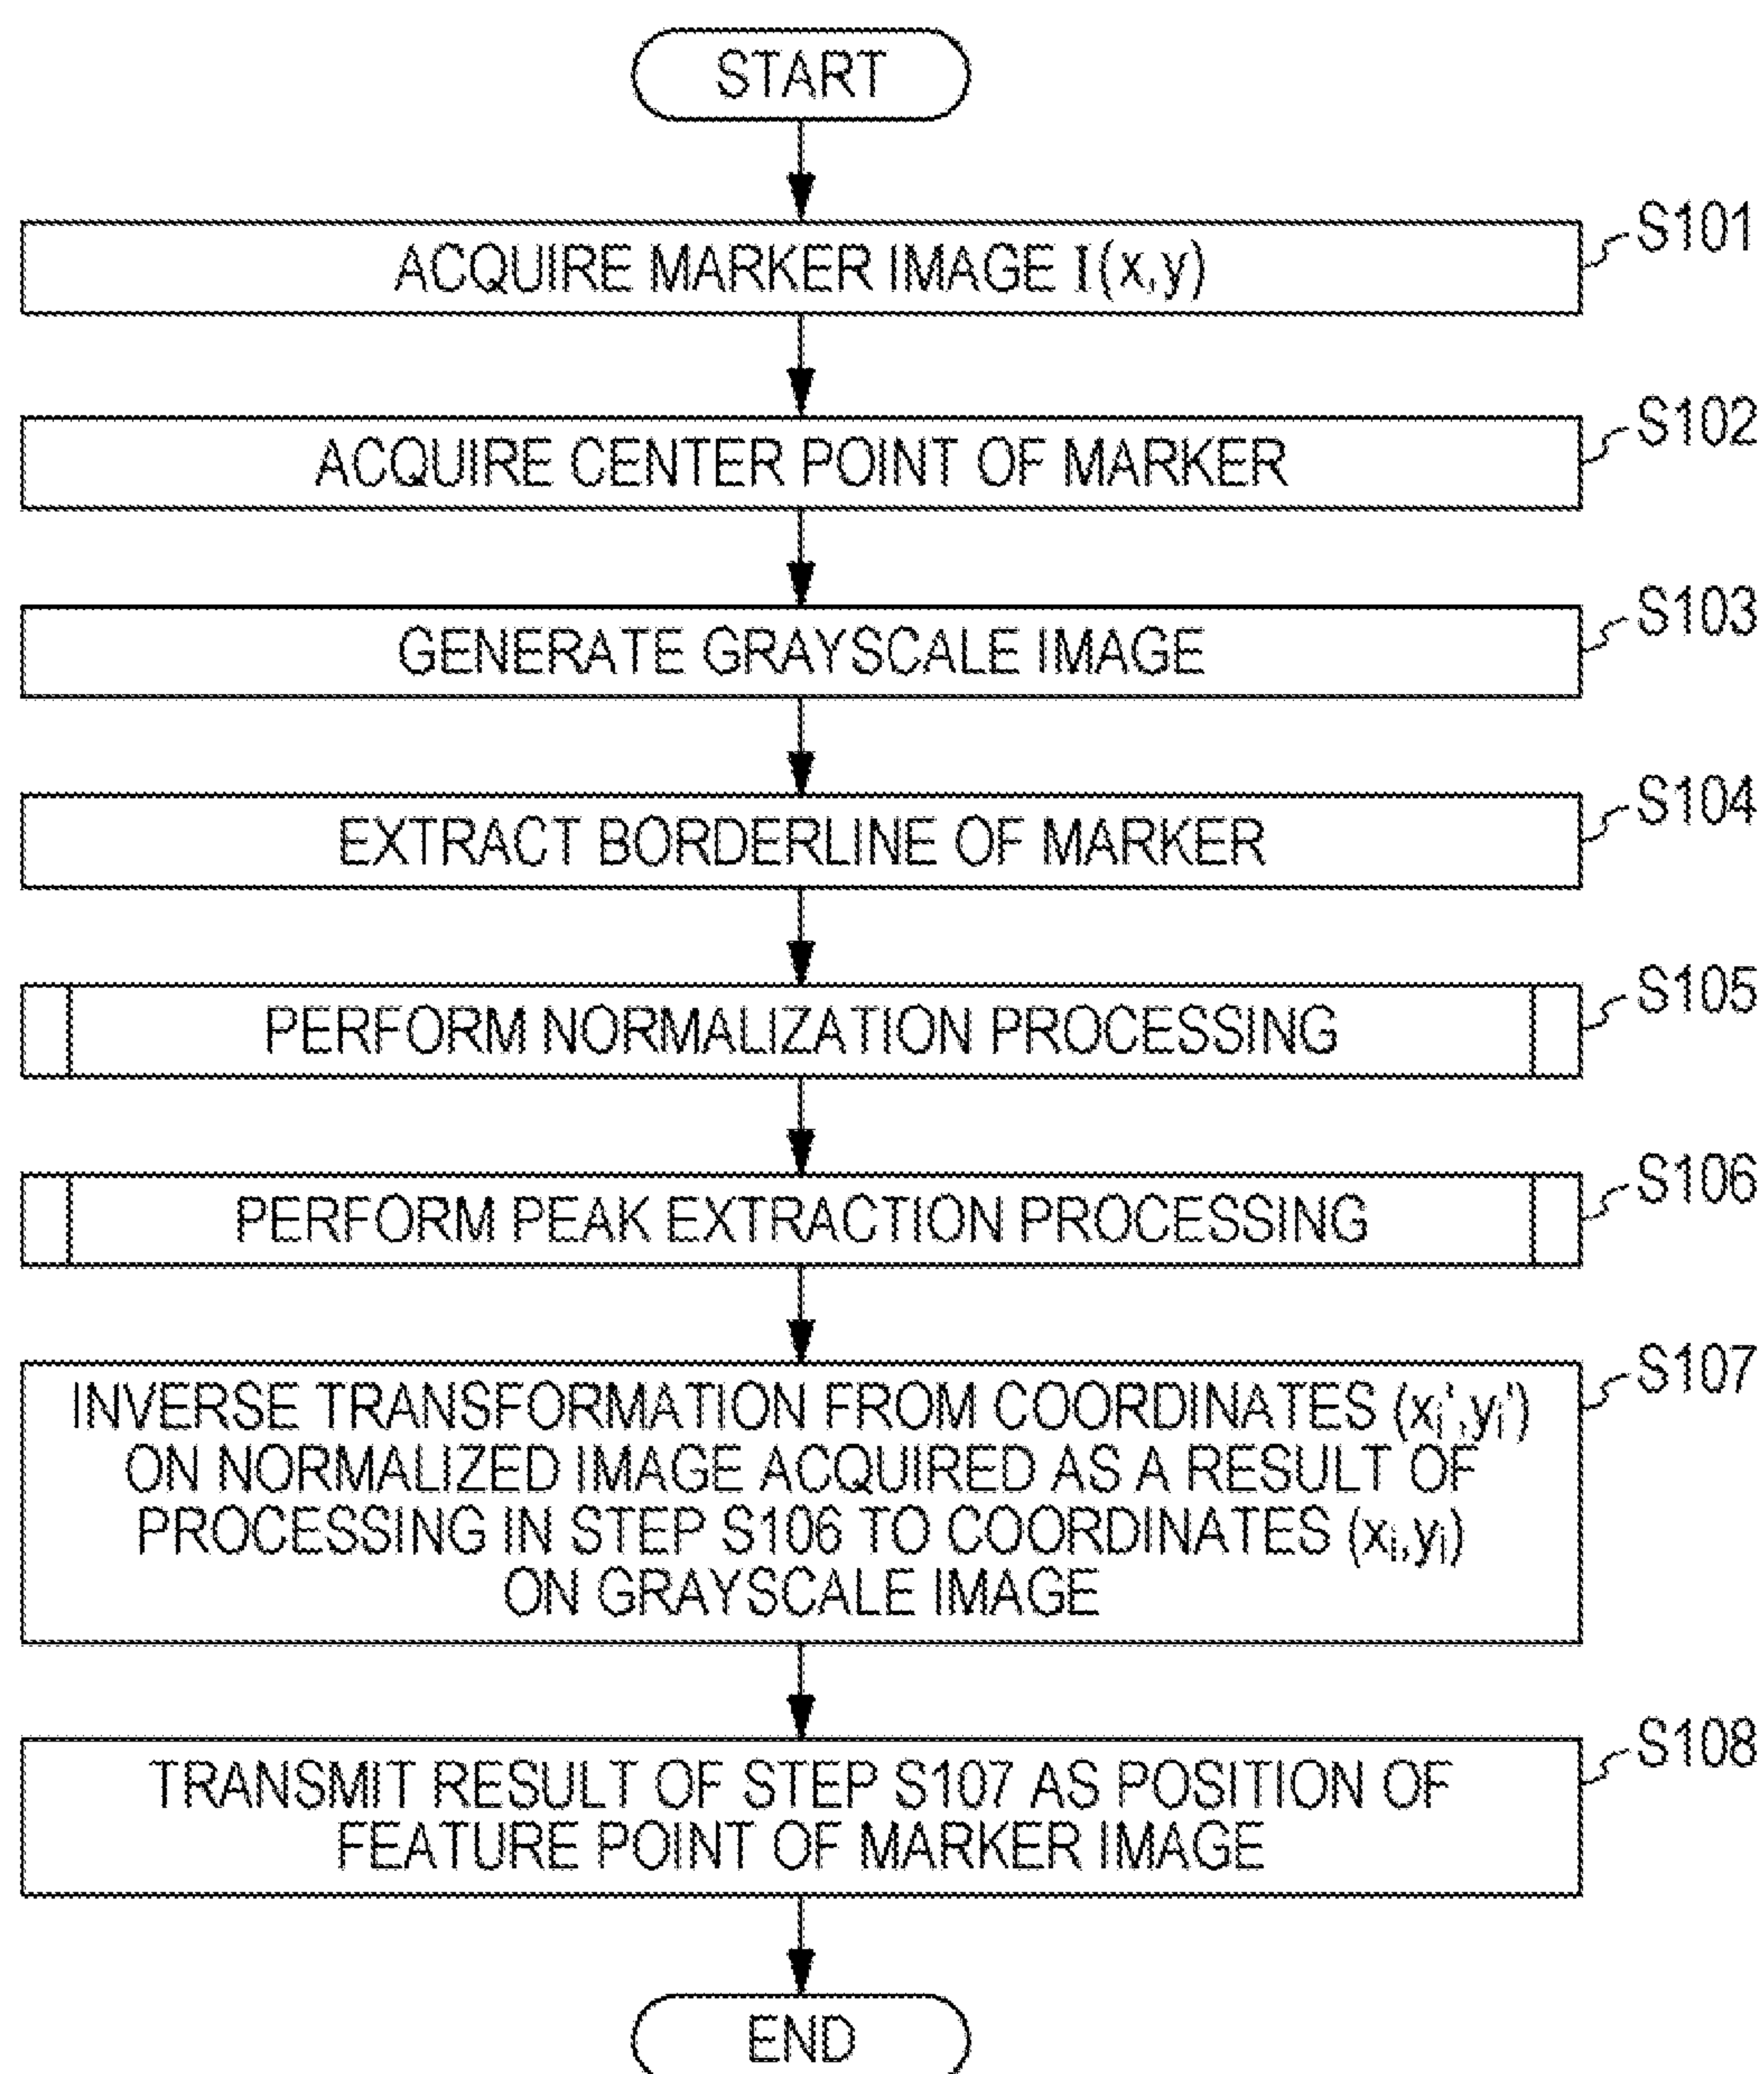 START
ACQUIRE MARKER IMAGE I(x,y)
S101
ACQUIRE CENTER POINT OF MARKER
S102
GENERATE GRAYSCALE IMAGE
S103
EXTRACT BORDERLINE OF MARKER
S104
PERFORM NORMALIZATION PROCESSING
S105
PERFORM PEAK EXTRACTION PROCESSING
S106
INVERSE TRANSFORMATION FROM COORDINATES (xi',yi')
ON NORMALIZED IMAGE ACQUIRED AS A RESULT OF
PROCESSING IN STEP S106 TO COORDINATES (xi,yi)
ON GRAYSCALE IMAGE
S107
TRANSMIT RESULT OF STEP S107 AS POSITION OF
FEATURE POINT OF MARKER IMAGE
S108
END